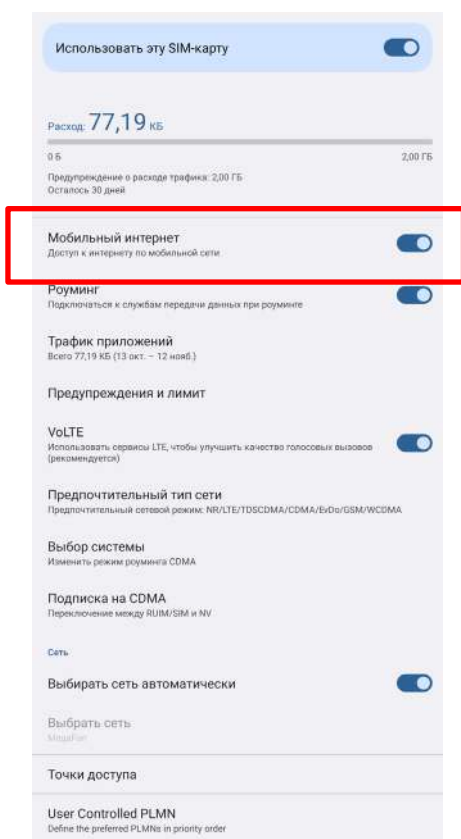 Использовать эту SIM-карту
Расход: 77,19 КБ
0 Б 2,00 ГБ
Предупреждение о расходе трафика: 2,00 ГБ
Осталось 30 дней
Мобильный интернет
Доступ к интернету по мобильной сети
Роуминг
Подключаться к службам передачи данных при роуминге
Трафик приложений
Всего 77,19 КБ (13 окт. – 12 нояб.)
Предупреждения и лимит
VoLTE
Использовать сервисы LTE, чтобы улучшить качество голосовых вызовов
(рекомендуется)
Предпочтительный тип сети
Предпочтительный сетевой режим: NR/LTE/TDSCDMA/CDMA/EvDo/GSM/WCDMA
Выбор системы
Изменить режим роуминга CDMA
Подписка на CDMA
Переключение между RUIM/SIM и NV
Сеть
Выбирать сеть автоматически
Выбрать сеть
MegaFon
Точки доступа
User Controlled PLMN
Define the preferred PLMNs in priority order